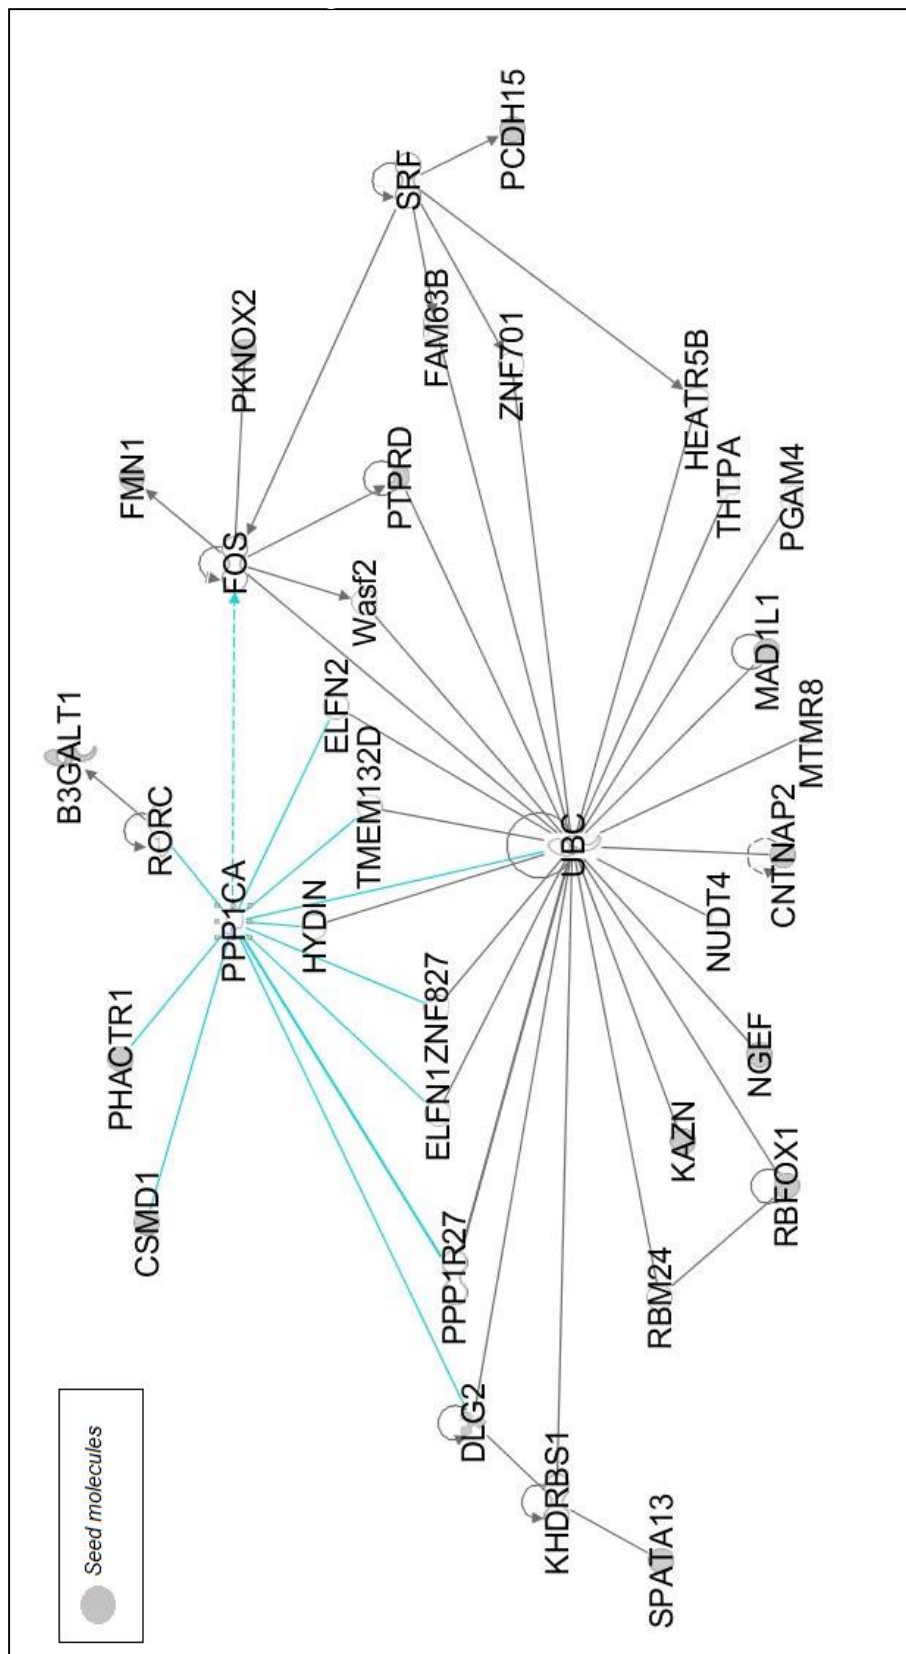 Seed molecules
SPATA13
KHDRBS1
DLG2
PPP1R27
CSMD1
PHACTR1
PPP1CA
RORC
B3GALT1
HYDIN
TMEM132D
ELFN2
ELFN1
ZNF827
FOS
FMN1
PKNOX2
Wasf2
PTPRD
SRF
PCDH15
FAM63B
ZNF701
HEATR5B
THTPA
PGAM4
MAD1L1
MTMR8
UBC
CNTNAP2
NUDT4
NGEF
KAZN
RBFOX1
RBM24